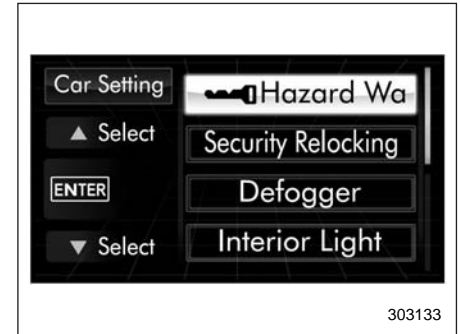 Car Setting
▲ Select
ENTER
▼ Select
Hazard Wa
Security Relocking
Defogger
Interior Light
303133